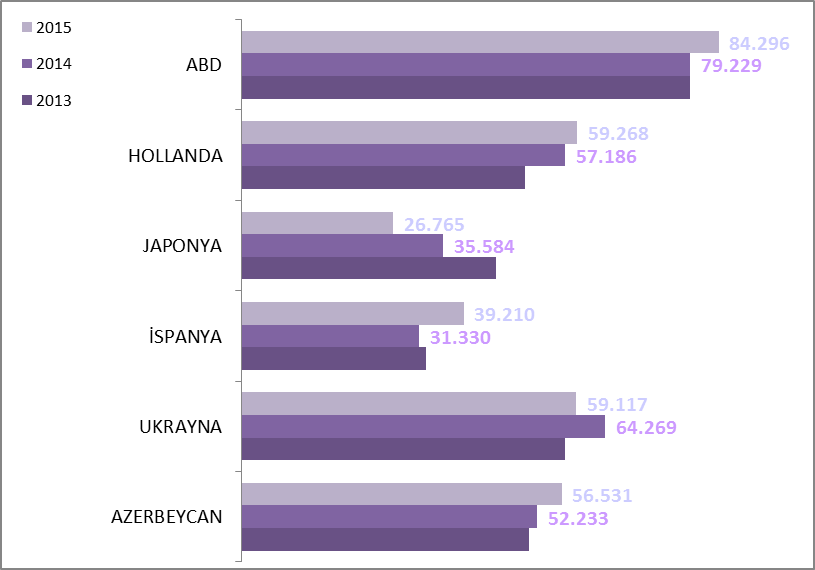 2015
2014
2013
ABD
84.296
79.229
HOLLANDA
59.268
57.186
JAPONYA
26.765
35.584
İSPANYA
39.210
31.330
UKRAYNA
59.117
64.269
AZERBEYCAN
56.531
52.233